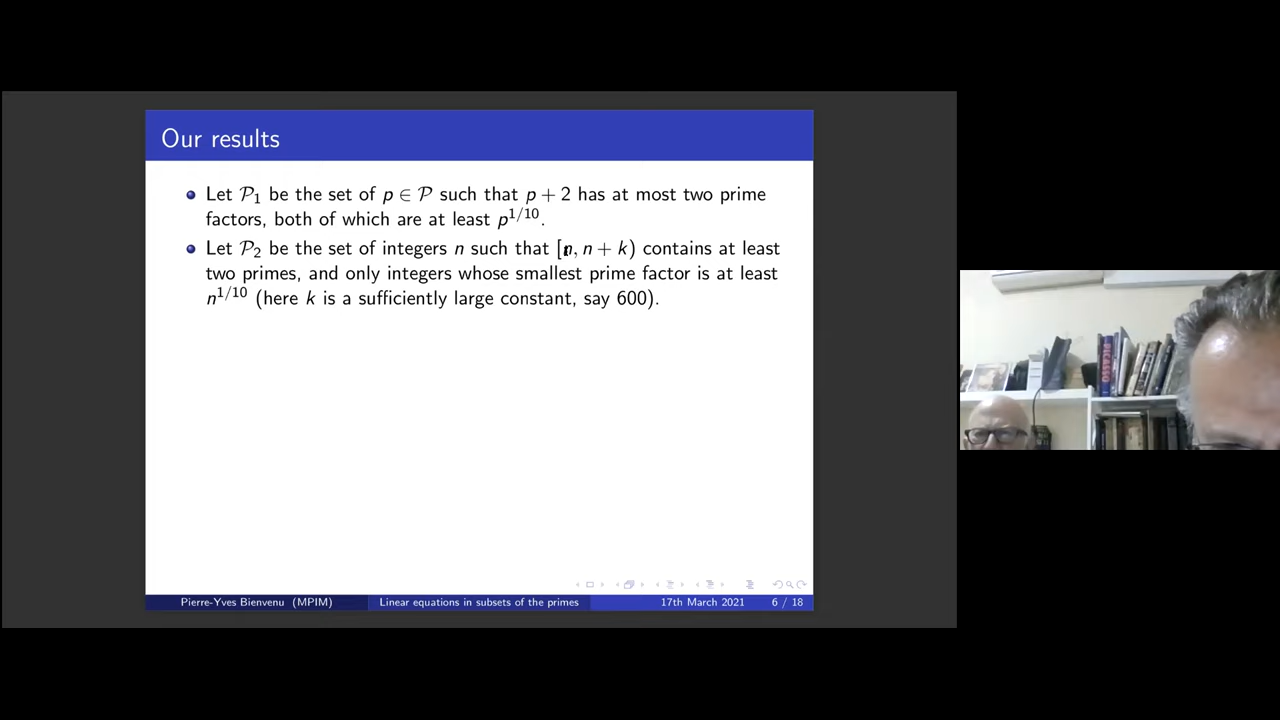 Our results
Let 𝒫₁ be the set of p ∈ 𝒫 such that p + 2 has at most two prime
factors, both of which are at least p^{1/10}.
Let 𝒫₂ be the set of integers n such that [n, n + k) contains at least
two primes, and only integers whose smallest prime factor is at least
n^{1/10} (here k is a sufficiently large constant, say 600).
Pierre-Yves Bienvenu (MPIM) Linear equations in subsets of the primes 17th March 2021 6 / 18
PICASSO